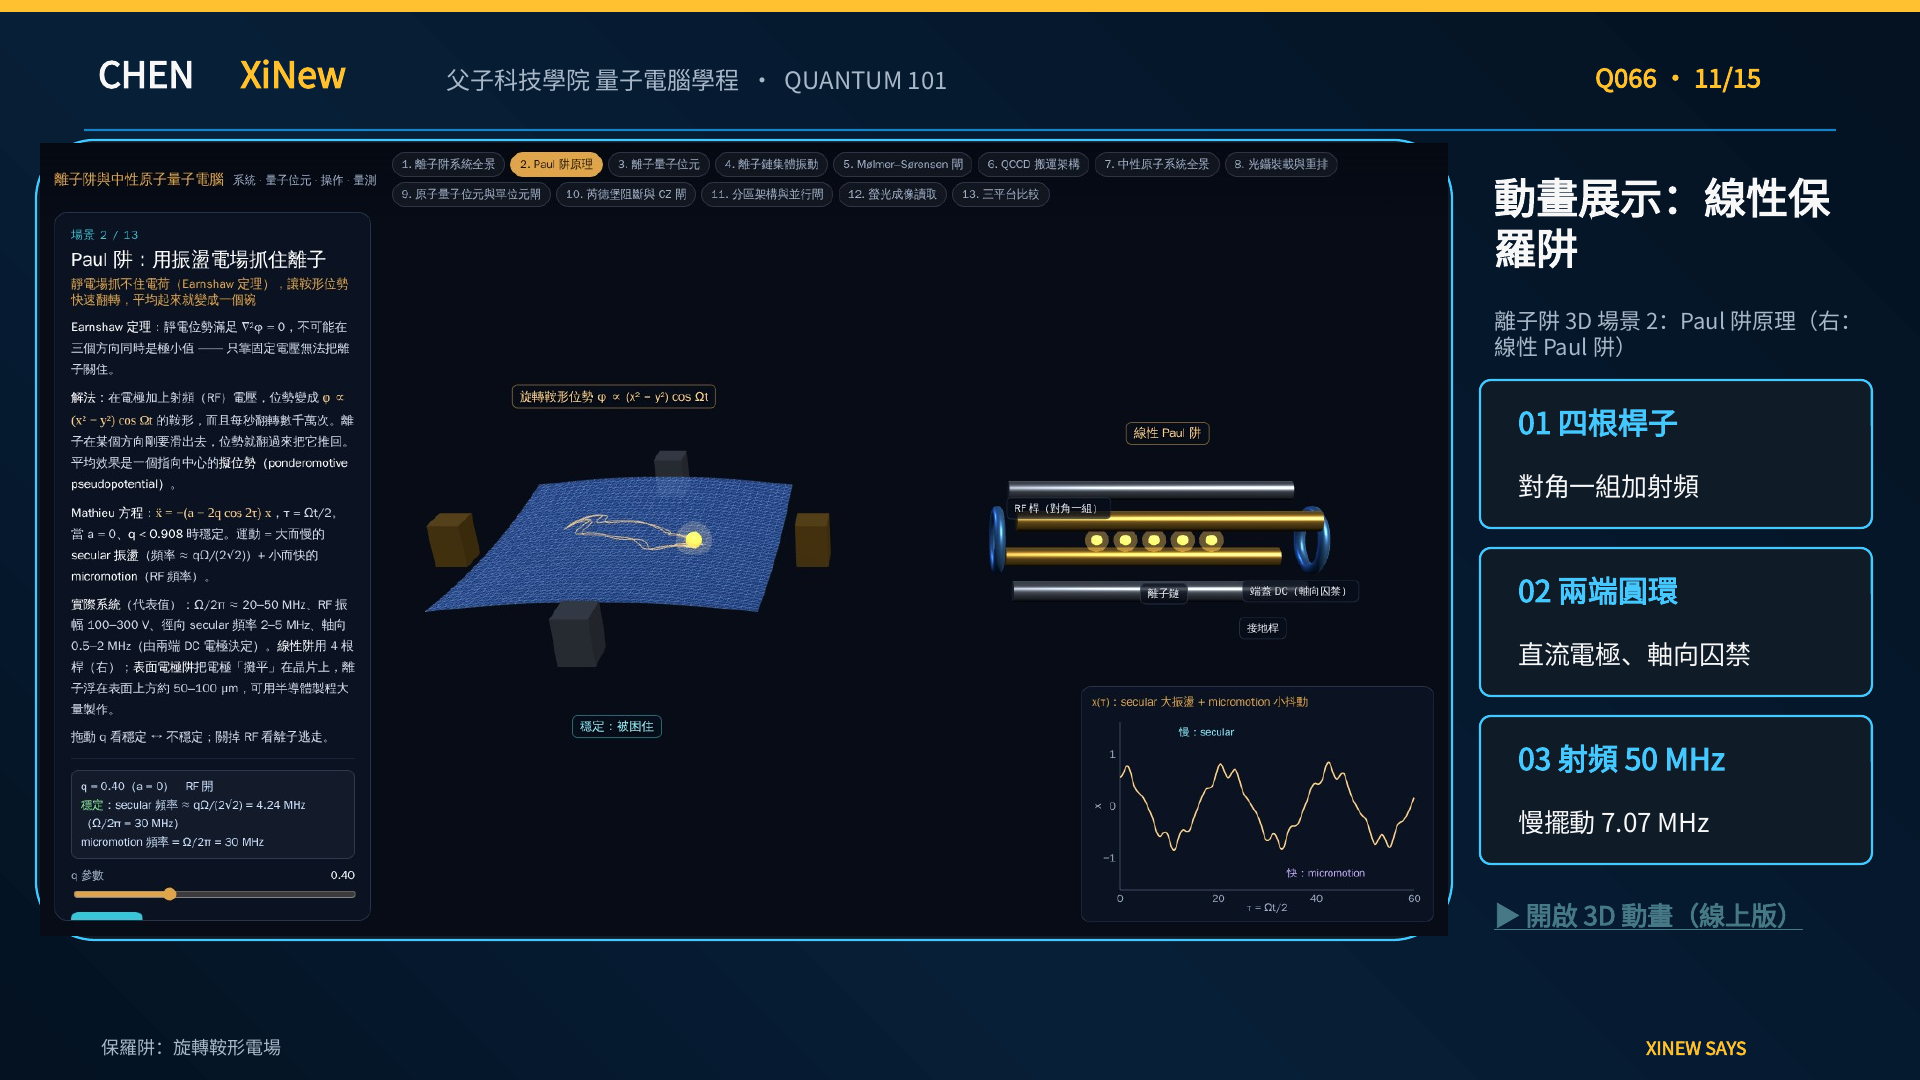 CHEN XiNew
父子科技學院 量子電腦學程 · QUANTUM 101
Q066 · 11/15
離子阱與中性原子量子電腦 系統 · 量子位元 · 操作 · 量測
1. 離子阱系統全景
2. Paul 阱原理
3. 離子量子位元
4. 離子鏈集體振動
5. Mølmer–Sørensen 閘
6. QCCD 搬運架構
7. 中性原子系統全景
8. 光鑷裝載與重排
9. 原子量子位元與單位元閘
10. 芮德堡阻斷與 CZ 閘
11. 分區架構與並行閘
12. 螢光成像讀取
13. 三平台比較
場景 2 / 13
Paul 阱：用振盪電場抓住離子
靜電場抓不住電荷（Earnshaw 定理），讓鞍形位勢
快速翻轉，平均起來就變成一個碗
Earnshaw 定理：靜電位勢滿足 ∇²φ = 0，不可能在
三個方向同時是極小值 —— 只靠固定電壓無法把離
子關住。
解法：在電極加上射頻（RF）電壓，位勢變成 φ ∝
(x² − y²) cos Ωt 的鞍形，而且每秒翻轉數千萬次。離
子在某個方向剛要滑出去，位勢就翻過來把它推回。
平均效果是一個指向中心的擬位勢（ponderomotive
pseudopotential）。
Mathieu 方程：ẍ = −(a − 2q cos 2τ) x，τ = Ωt/2。
當 a = 0、q < 0.908 時穩定。運動 = 大而慢的
secular 振盪（頻率 ≈ qΩ/(2√2)）+ 小而快的
micromotion（RF 頻率）。
實際系統（代表值）：Ω/2π ≈ 20–50 MHz、RF 振
幅 100–300 V、徑向 secular 頻率 2–5 MHz、軸向
0.5–2 MHz（由兩端 DC 電極決定）。線性阱用 4 根
桿（右）；表面電極阱把電極「攤平」在晶片上，離
子浮在表面上方約 50–100 μm，可用半導體製程大
量製作。
拖動 q 看穩定 ↔ 不穩定；關掉 RF 看離子逃走。
q = 0.40（a = 0） RF 開
穩定：secular 頻率 ≈ qΩ/(2√2) = 4.24 MHz
（Ω/2π = 30 MHz）
micromotion 頻率 = Ω/2π = 30 MHz
q 參數 0.40
旋轉鞍形位勢 φ ∝ (x² − y²) cos Ωt
穩定：被困住
線性 Paul 阱
RF 桿（對角一組）
離子鏈
端蓋 DC（軸向囚禁）
接地桿
x(τ)：secular 大振盪 + micromotion 小抖動
慢：secular
1
x 0
−1
快：micromotion
0 20 40 60
τ = Ωt/2
動畫展示：線性保
羅阱
離子阱 3D 場景 2：Paul 阱原理（右：
線性 Paul 阱）
01 四根桿子
對角一組加射頻
02 兩端圓環
直流電極、軸向囚禁
03 射頻 50 MHz
慢擺動 7.07 MHz
▶ 開啟 3D 動畫（線上版）
保羅阱：旋轉鞍形電場
XINEW SAYS